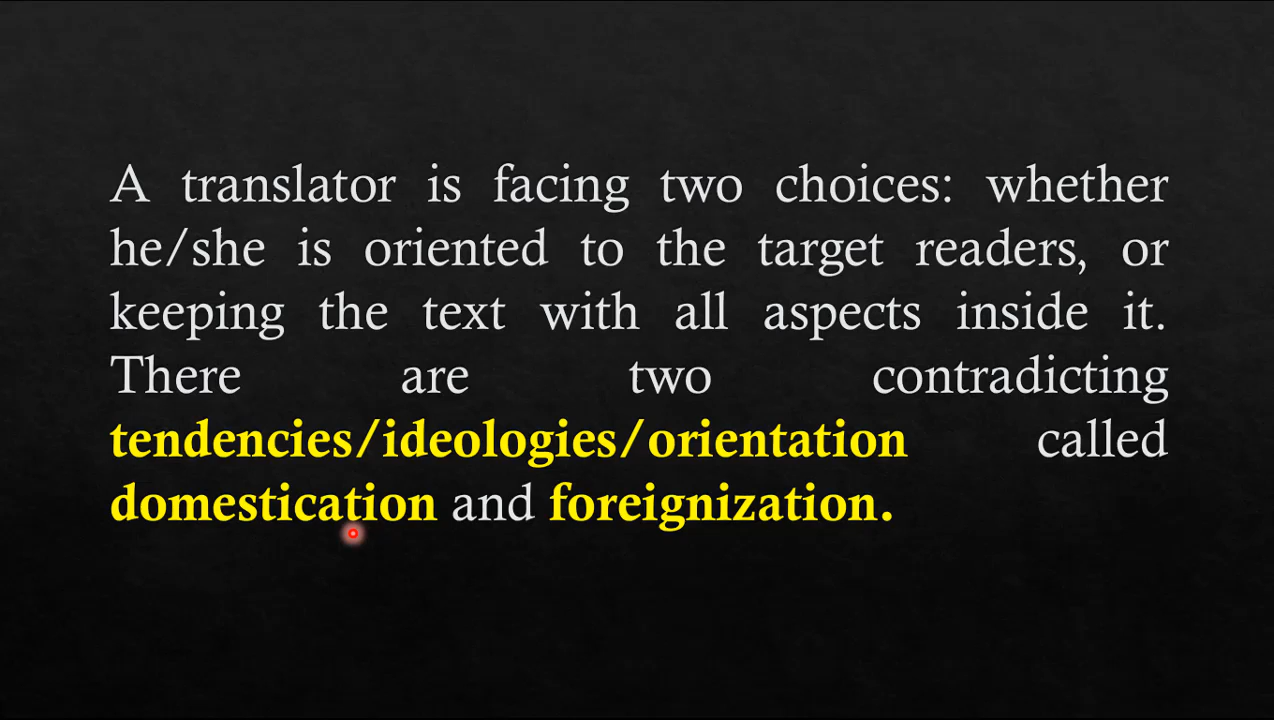 A translator is facing two choices: whether
he/she is oriented to the target readers, or
keeping the text with all aspects inside it.
There are two contradicting
tendencies/ideologies/orientation called
domestication and foreignization.